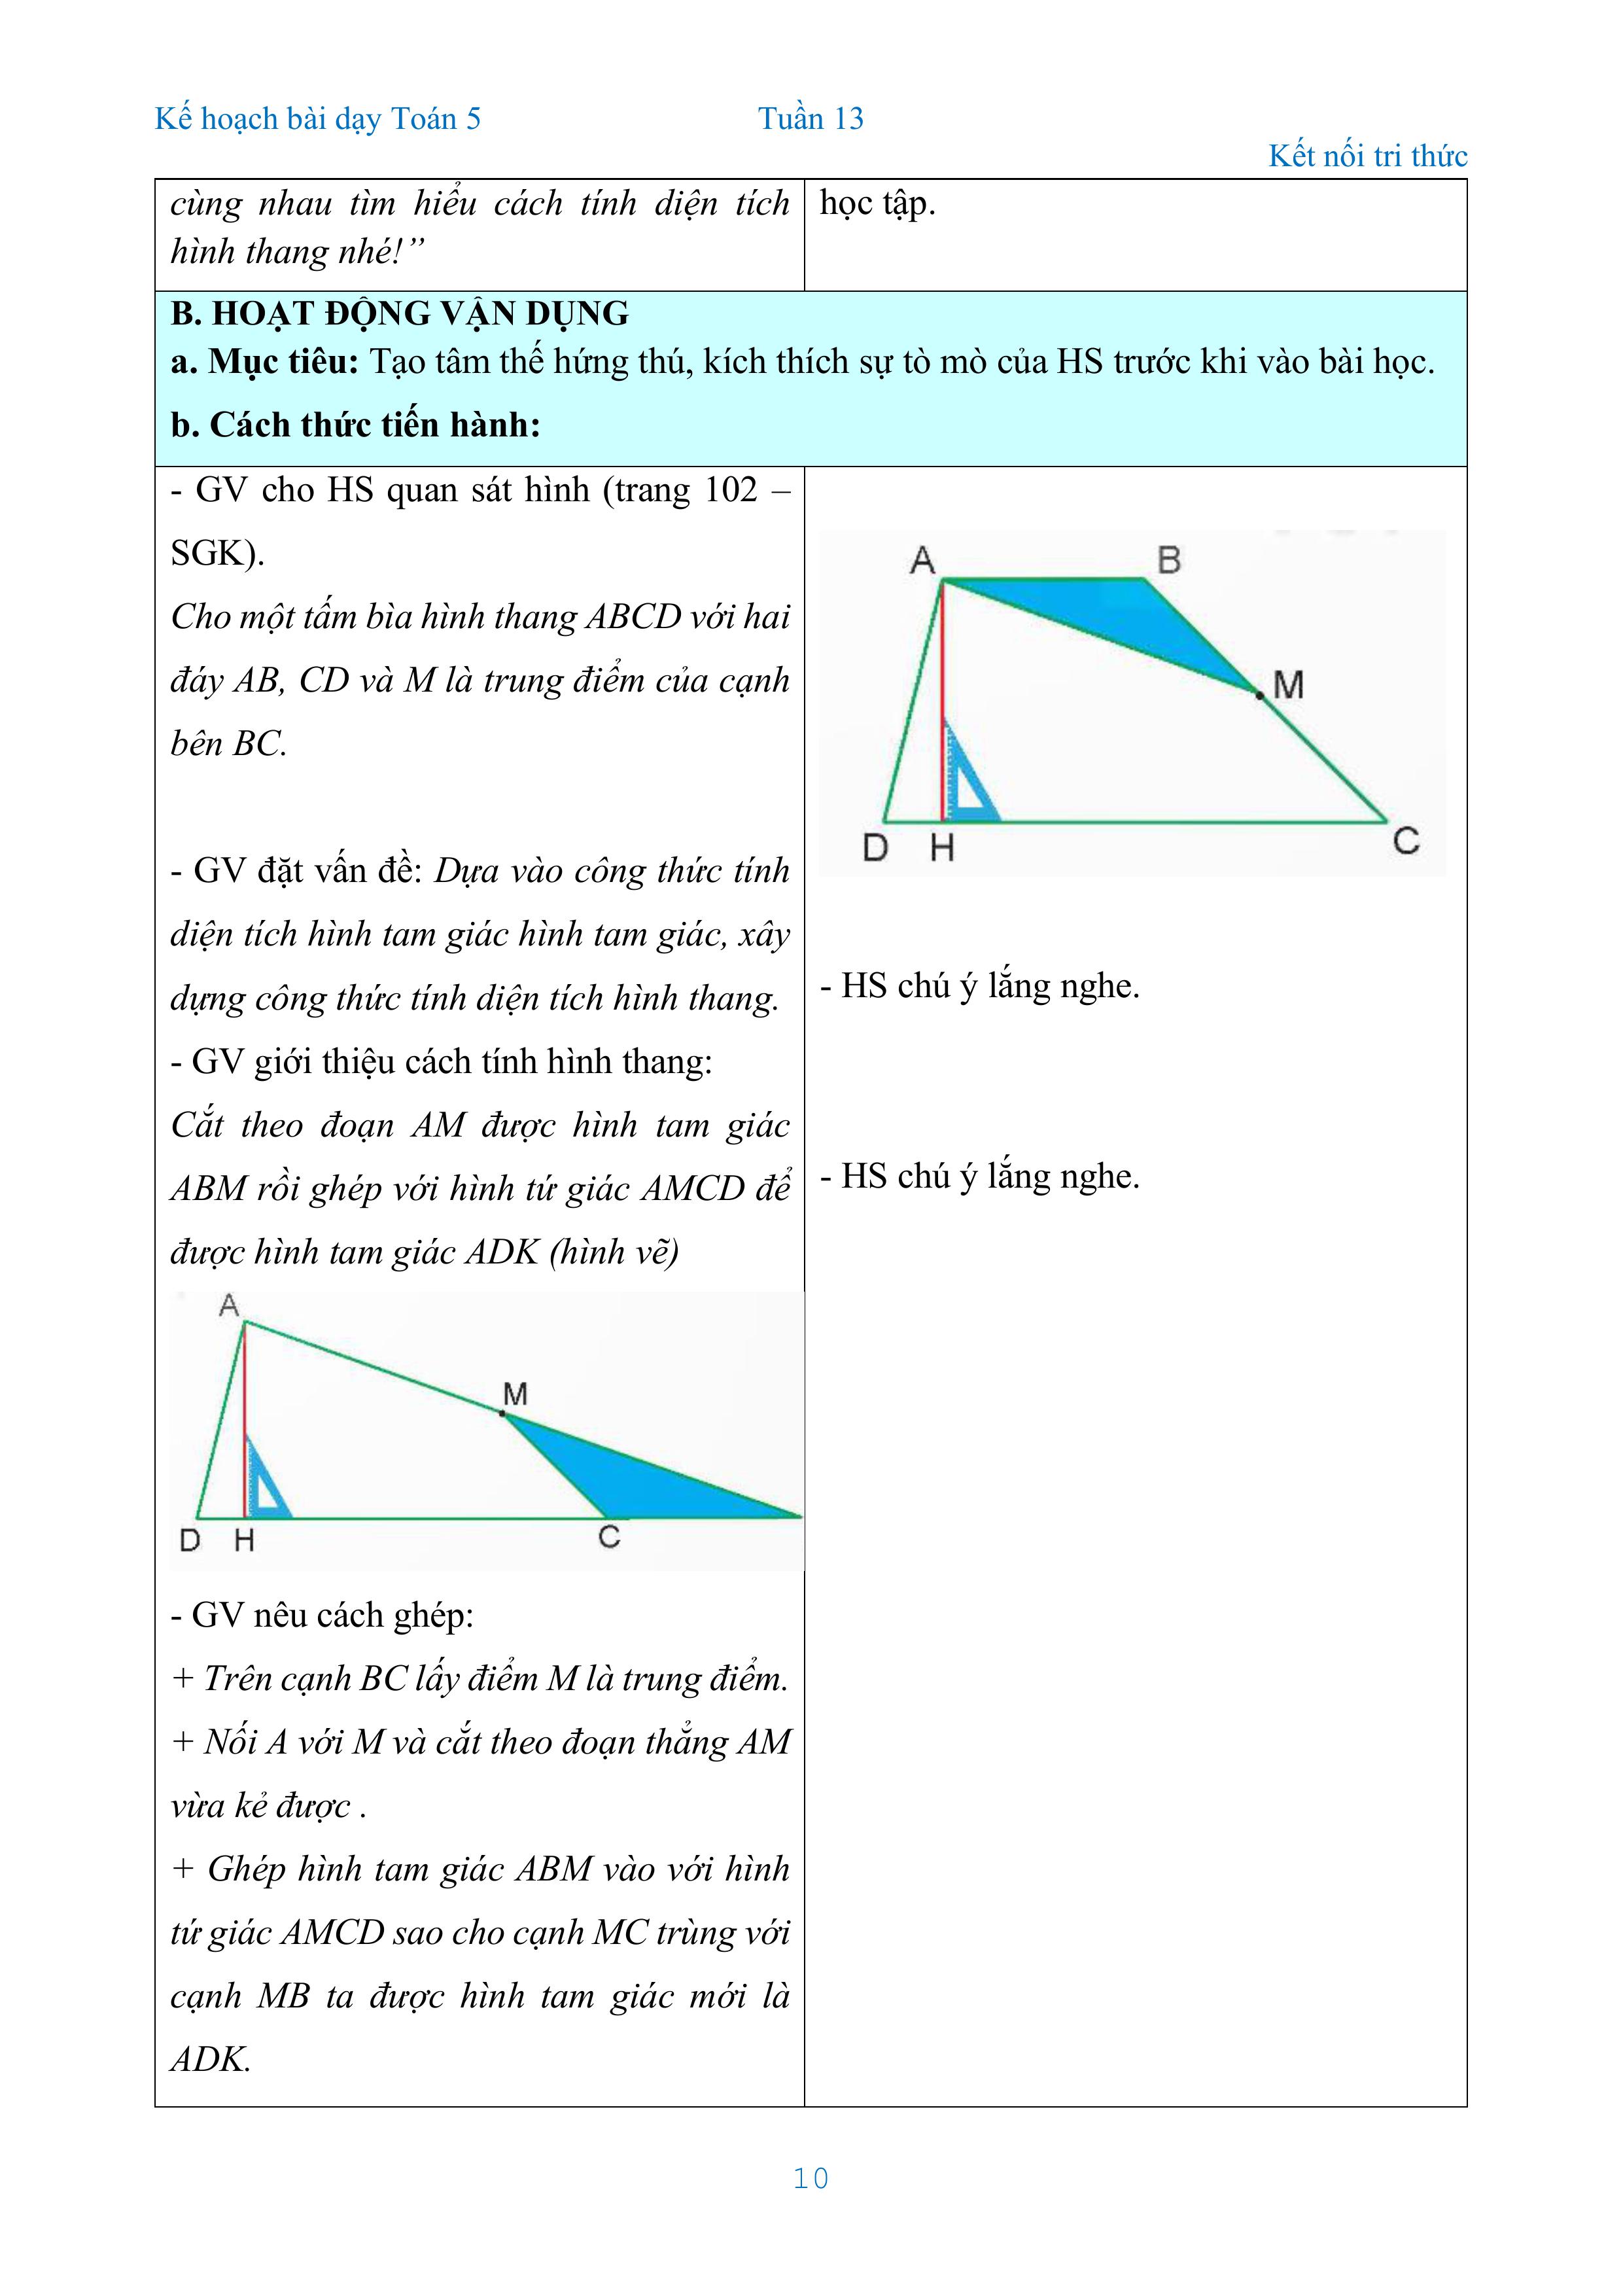 Kế hoạch bài dạy Toán 5 Tuần 13
Kết nối tri thức
cùng nhau tìm hiểu cách tính diện tích
hình thang nhé!”
học tập.
B. HOẠT ĐỘNG VẬN DỤNG
a. Mục tiêu: Tạo tâm thế hứng thú, kích thích sự tò mò của HS trước khi vào bài học.
b. Cách thức tiến hành:
- GV cho HS quan sát hình (trang 102 –
SGK).
Cho một tấm bìa hình thang ABCD với hai
đáy AB, CD và M là trung điểm của cạnh
bên BC.
- GV đặt vấn đề: Dựa vào công thức tính
diện tích hình tam giác hình tam giác, xây
dựng công thức tính diện tích hình thang.
- GV giới thiệu cách tính hình thang:
Cắt theo đoạn AM được hình tam giác
ABM rồi ghép với hình tứ giác AMCD để
được hình tam giác ADK (hình vẽ)
A
M
D H C
- GV nêu cách ghép:
+ Trên cạnh BC lấy điểm M là trung điểm.
+ Nối A với M và cắt theo đoạn thẳng AM
vừa kẻ được .
+ Ghép hình tam giác ABM vào với hình
tứ giác AMCD sao cho cạnh MC trùng với
cạnh MB ta được hình tam giác mới là
ADK.
A B
M
D H C
- HS chú ý lắng nghe.
- HS chú ý lắng nghe.
10